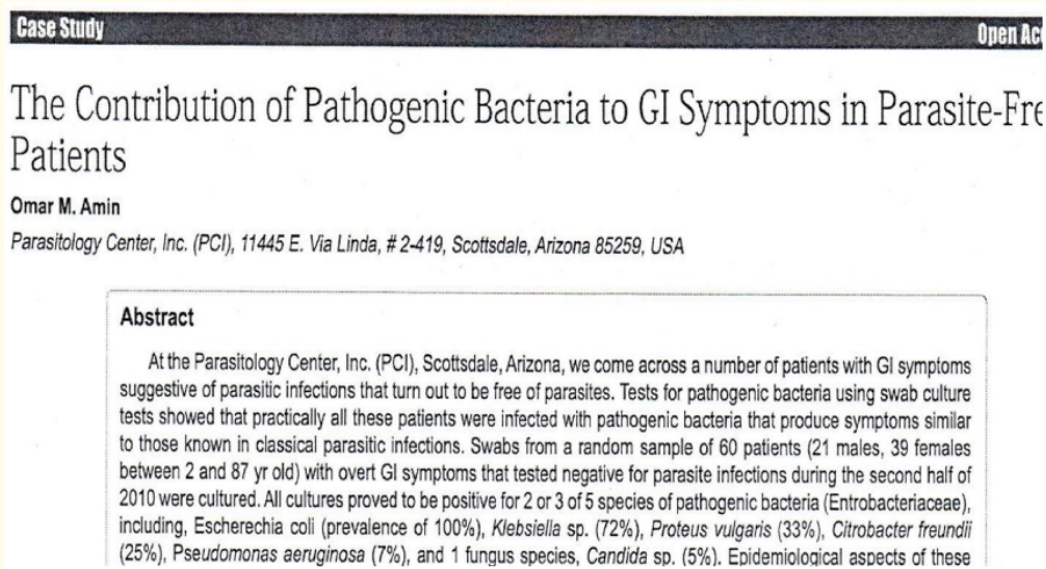 Case Study
Open Acc
The Contribution of Pathogenic Bacteria to GI Symptoms in Parasite-Fre
Patients
Omar M. Amin
Parasitology Center, Inc. (PCI), 11445 E. Via Linda, # 2-419, Scottsdale, Arizona 85259, USA
Abstract
At the Parasitology Center, Inc. (PCI), Scottsdale, Arizona, we come across a number of patients with GI symptoms
suggestive of parasitic infections that turn out to be free of parasites. Tests for pathogenic bacteria using swab culture
tests showed that practically all these patients were infected with pathogenic bacteria that produce symptoms similar
to those known in classical parasitic infections. Swabs from a random sample of 60 patients (21 males, 39 females
between 2 and 87 yr old) with overt GI symptoms that tested negative for parasite infections during the second half of
2010 were cultured. All cultures proved to be positive for 2 or 3 of 5 species of pathogenic bacteria (Entrobacteriaceae),
including, Escherechia coli (prevalence of 100%), Klebsiella sp. (72%), Proteus vulgaris (33%), Citrobacter freundii
(25%), Pseudomonas aeruginosa (7%), and 1 fungus species, Candida sp. (5%). Epidemiological aspects of these